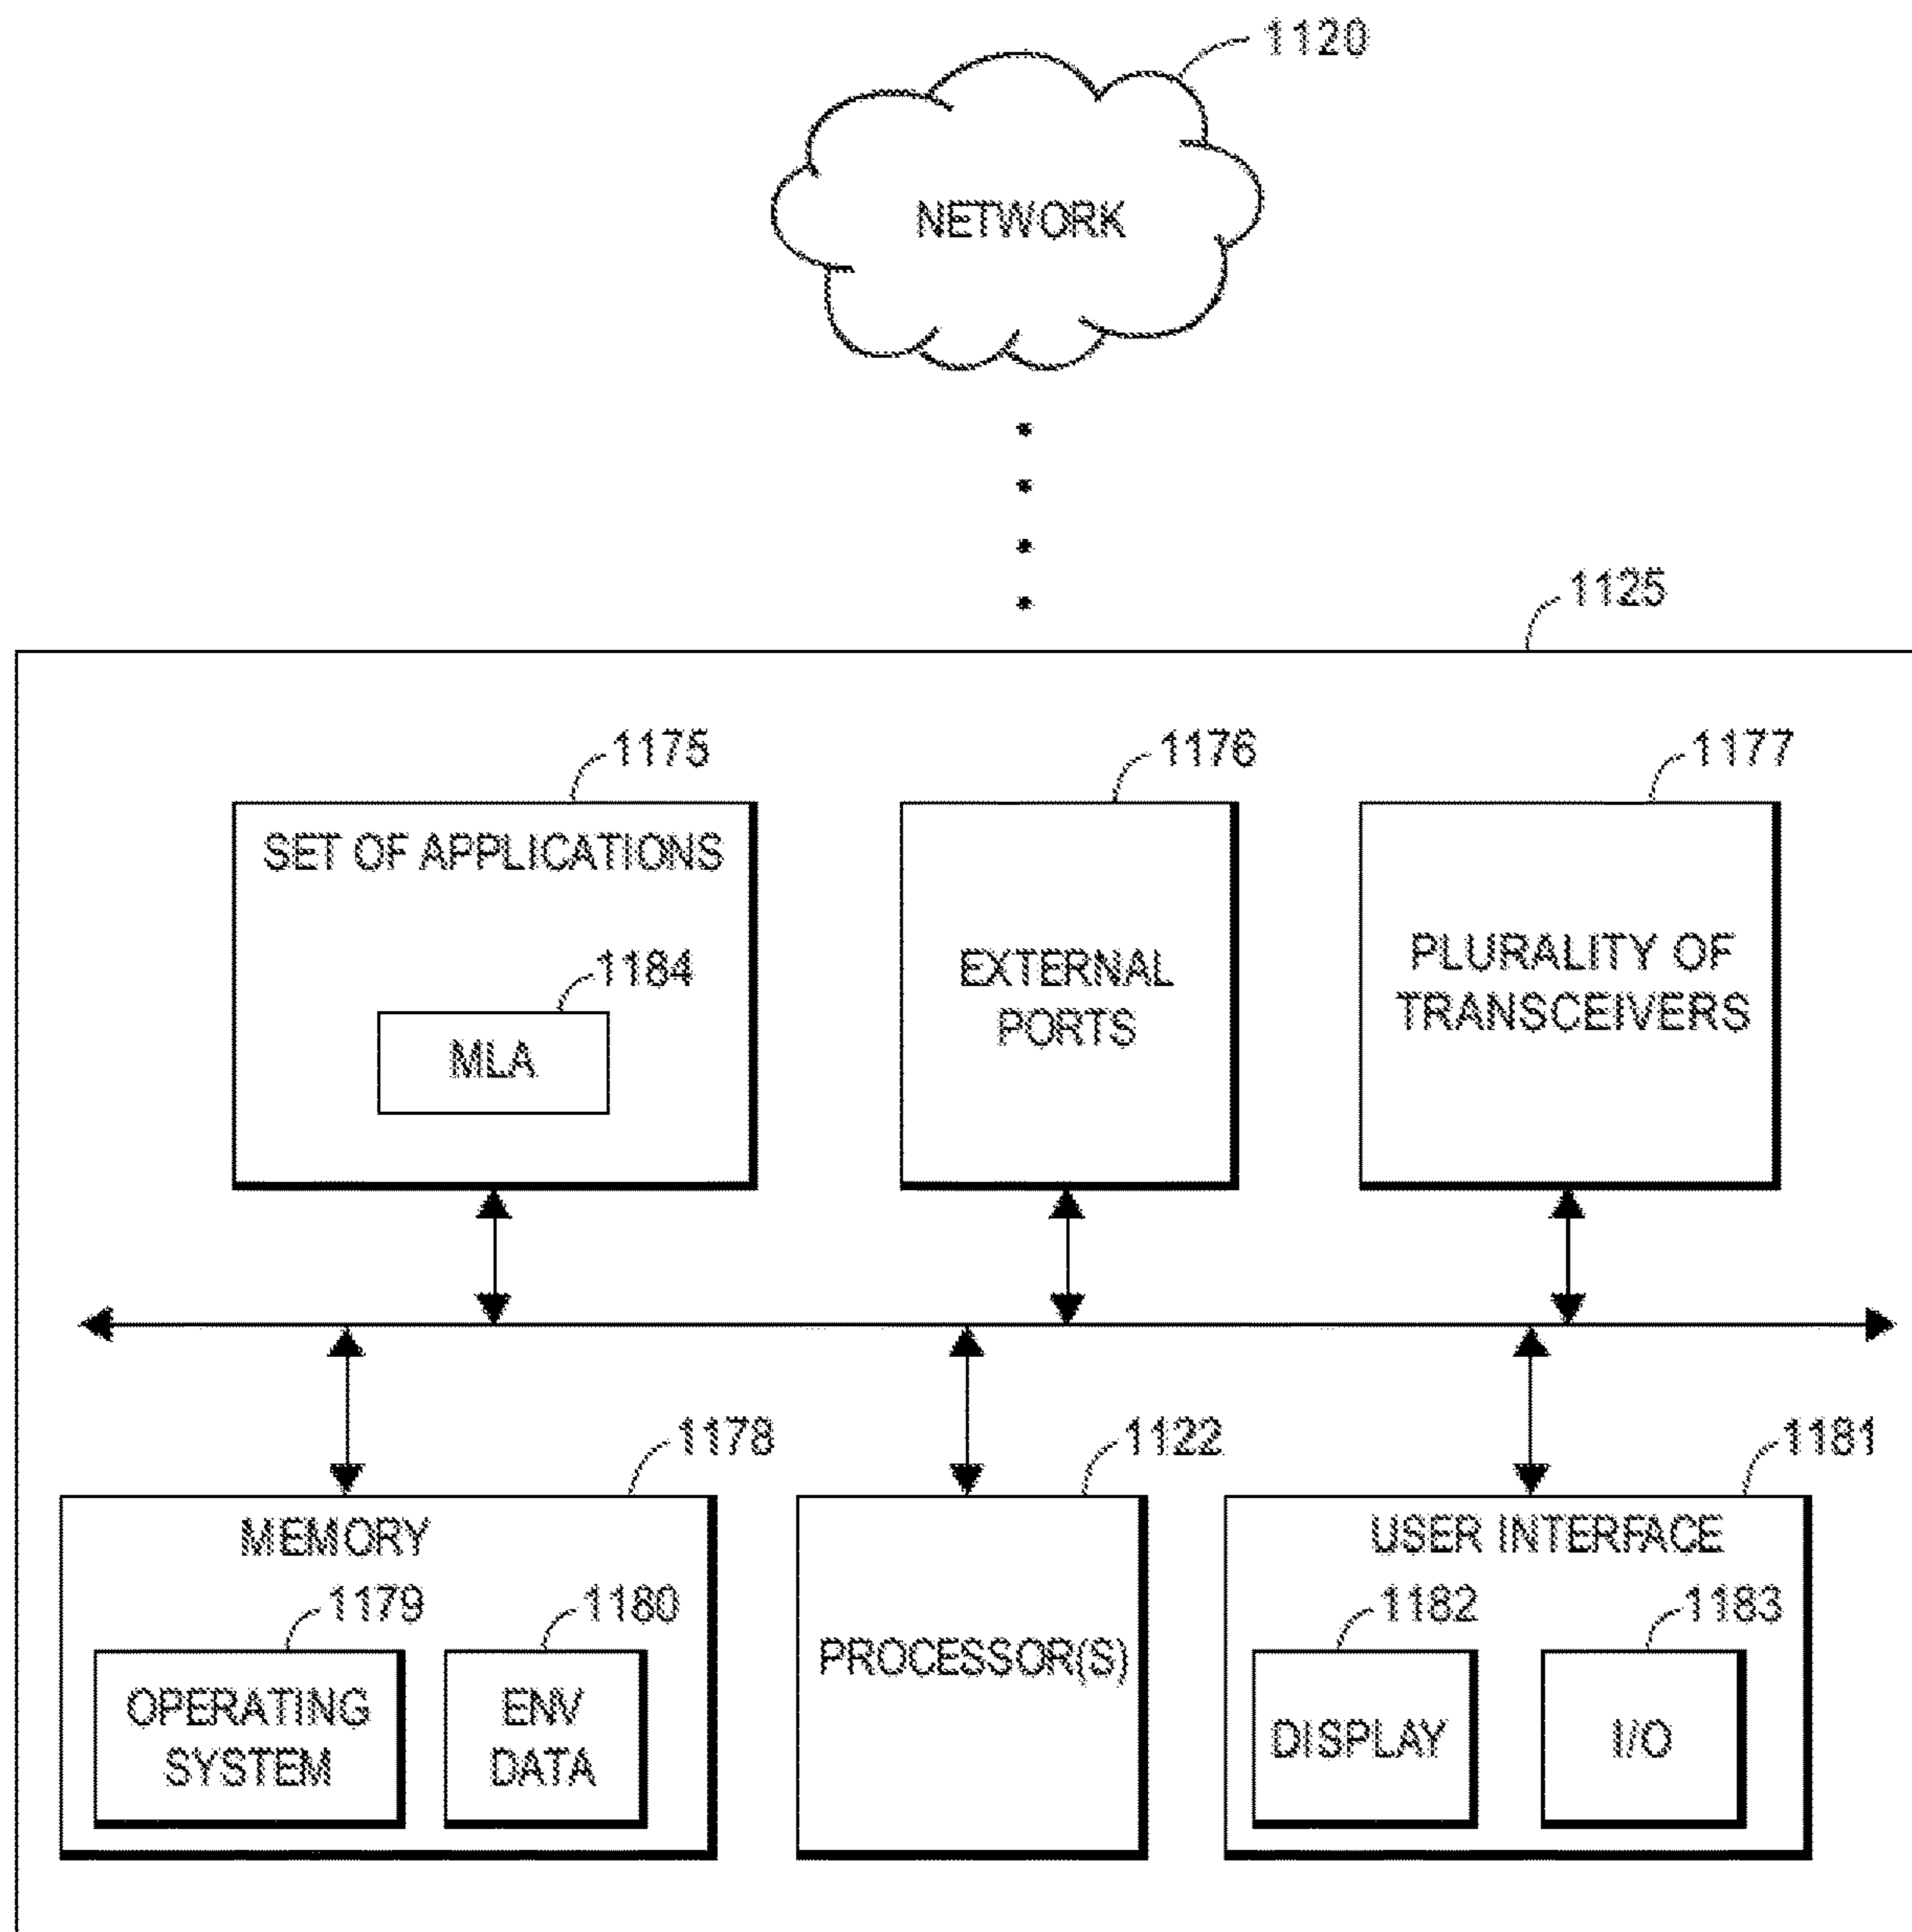 1120
NETWORK
1125
1175
1176
1177
SET OF APPLICATIONS
1184
MLA
EXTERNAL
PORTS
PLURALITY OF
TRANSCEIVERS
1178
1122
1181
MEMORY
1179
1180
OPERATING
SYSTEM
ENV
DATA
PROCESSOR(S)
USER INTERFACE
1182
1183
DISPLAY
I/O